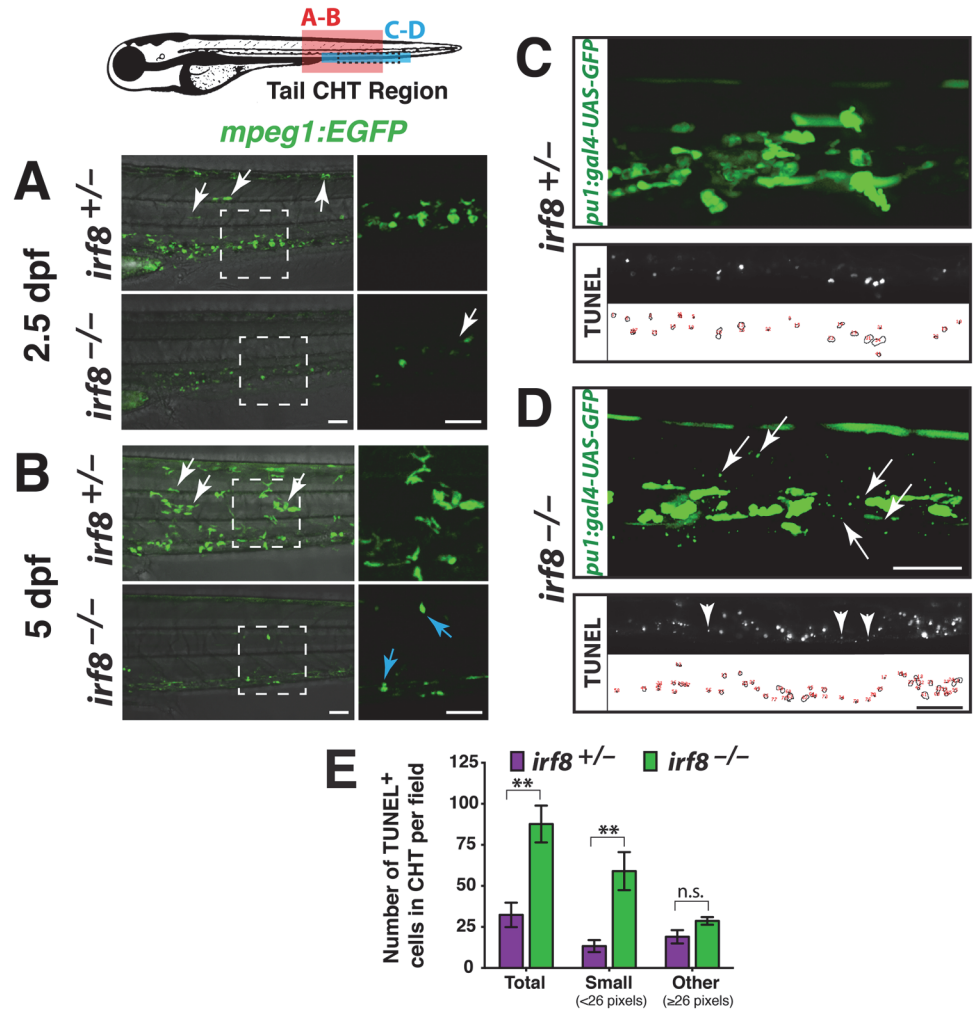 A-B
C-D
Tail CHT Region
mpeg1:EGFP
A
2.5 dpf
irf8 +/–
irf8 –/–
B
5 dpf
irf8 +/–
irf8 –/–
C
irf8 +/–
pu1:gal4-UAS-GFP
TUNEL
D
irf8 –/–
pu1:gal4-UAS-GFP
TUNEL
E
irf8 +/–
irf8 –/–
Number of TUNEL+
cells in CHT per field
125
100
75
50
25
0
**
**
n.s.
Total
Small
Other
(<26 pixels)
(≥26 pixels)